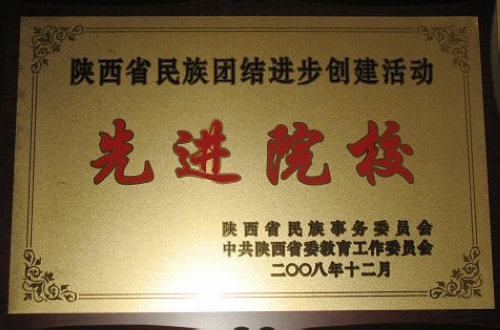 陕西省民族团结进步创建活动
先进院校
陕西省民族事务委员会
中共陕西省委教育工作委员会
二〇〇八年十二月